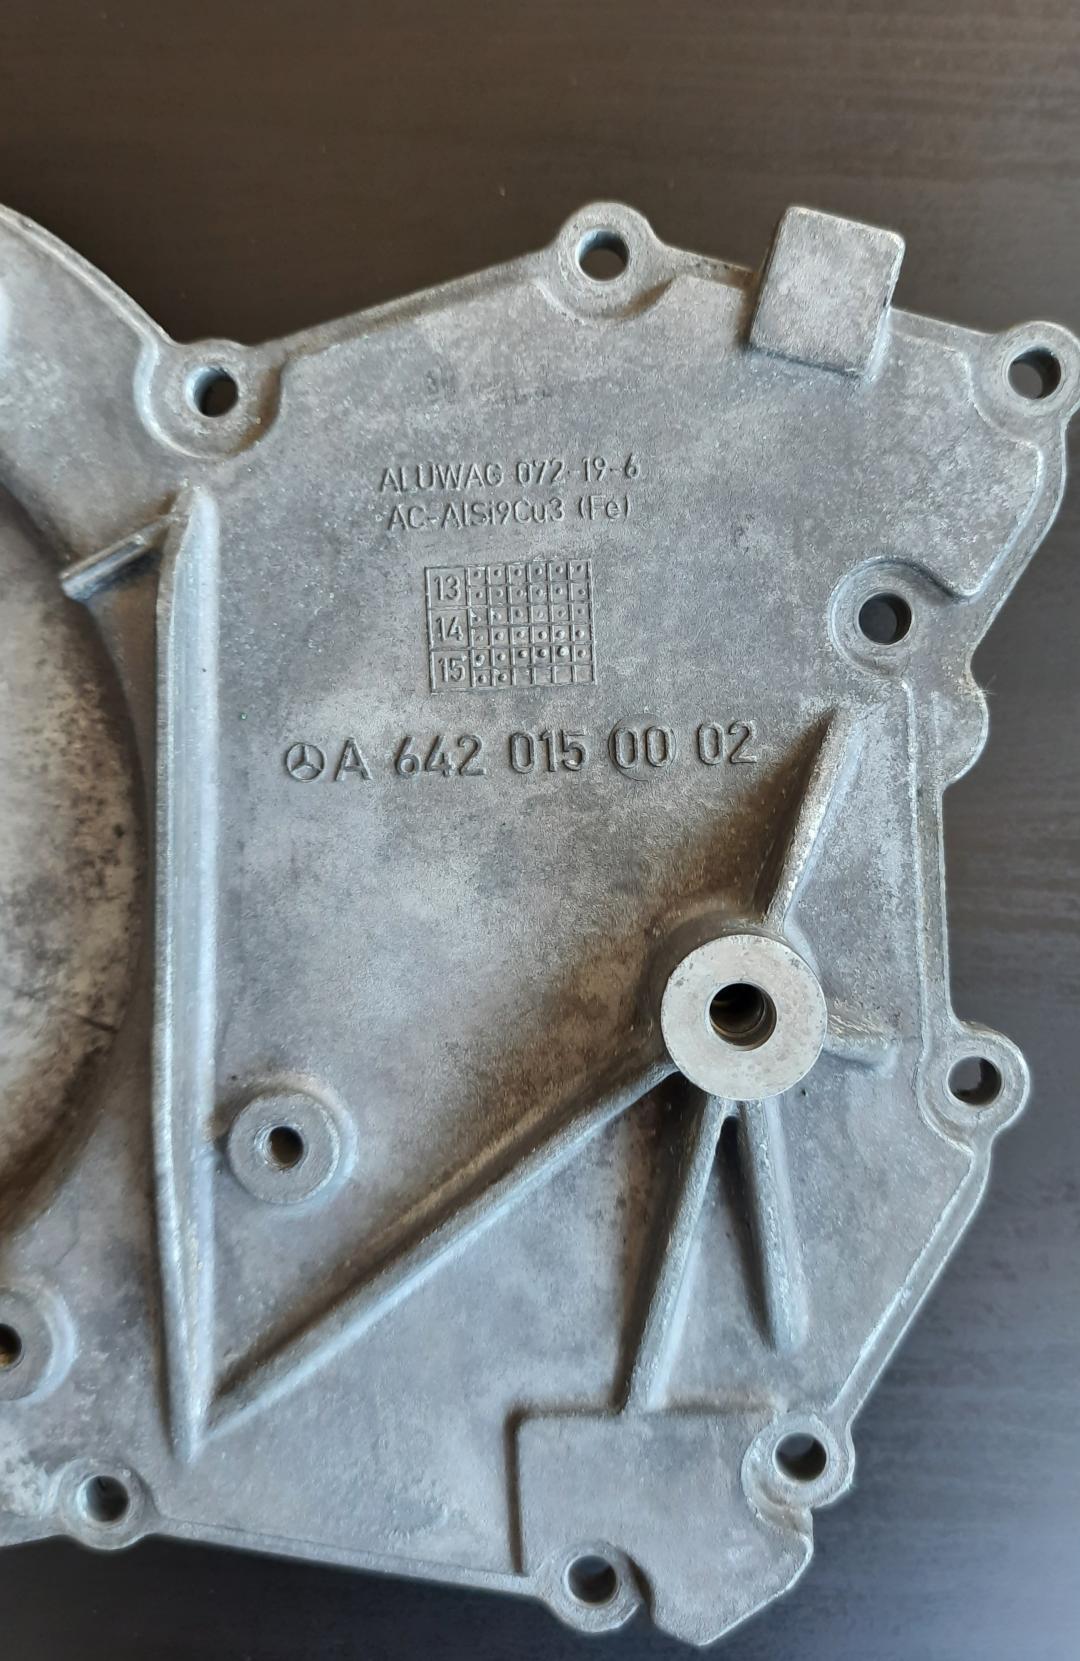 ALUWAG 072-19-6
AC-AlSi9Cu3 (Fe)
13
14
15
A 642 015 00 02